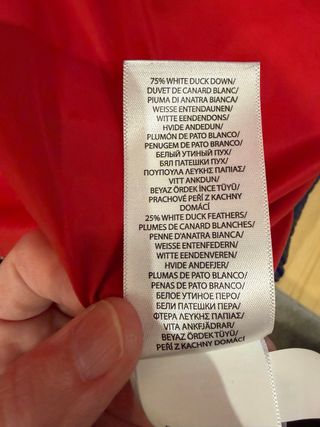 75% WHITE DUCK DOWN/
DUVET DE CANARD BLANC/
PIUMA DI ANATRA BIANCA/
WEISSE ENTENDAUNEN/
WITTE EENDENDONS/
HVIDE ANDEDUN/
PLUMÓN DE PATO BLANCO/
PENUGEM DE PATO BRANCO/
БЕЛЫЙ УТИНЫЙ ПУХ/
БЯЛ ПАТЕШКИ ПУХ/
ΠΟΥΠΟΥΛΑ ΛΕΥΚΗΣ ΠΑΠΙΑΣ/
VITT ANKDUN/
BEYAZ ÖRDEK İNCE TÜYÜ/
PRACHOVÉ PEŘÍ Z KACHNY
DOMÁCÍ
25% WHITE DUCK FEATHERS/
PLUMES DE CANARD BLANCHES/
PENNE D'ANATRA BIANCA/
WEISSE ENTENFEDERN/
WITTE EENDENVEREN/
HVIDE ANDEFJER/
PLUMAS DE PATO BLANCO/
PENAS DE PATO BRANCO/
БЕЛОЕ УТИНОЕ ПЕРО/
БЕЛИ ПАТЕШКИ ПЕРА/
ΦΤΕΡΑ ΛΕΥΚΗΣ ΠΑΠΙΑΣ/
VITA ANKFJÄDRAR/
BEYAZ ÖRDEK TÜYÜ/
PEŘÍ Z KACHNY DOMÁCÍ